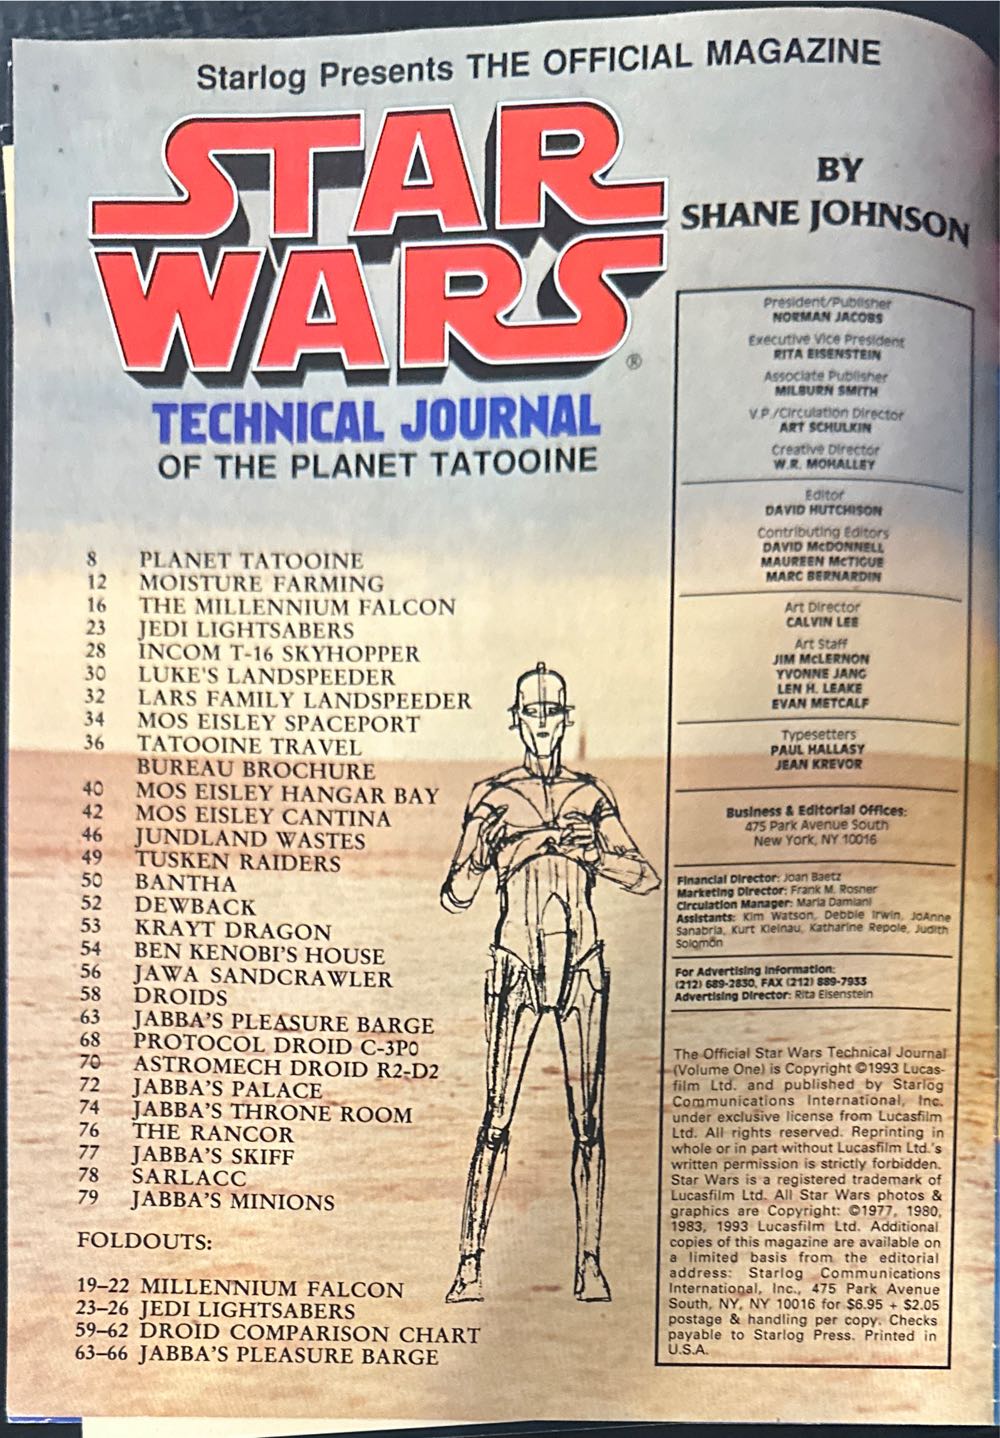 Starlog Presents THE OFFICIAL MAGAZINE
STAR
WARS®
TECHNICAL JOURNAL
OF THE PLANET TATOOINE
BY
SHANE JOHNSON
8 PLANET TATOOINE
12 MOISTURE FARMING
16 THE MILLENNIUM FALCON
23 JEDI LIGHTSABERS
28 INCOM T-16 SKYHOPPER
30 LUKE'S LANDSPEEDER
32 LARS FAMILY LANDSPEEDER
34 MOS EISLEY SPACEPORT
36 TATOOINE TRAVEL
BUREAU BROCHURE
40 MOS EISLEY HANGAR BAY
42 MOS EISLEY CANTINA
46 JUNDLAND WASTES
49 TUSKEN RAIDERS
50 BANTHA
52 DEWBACK
53 KRAYT DRAGON
54 BEN KENOBI'S HOUSE
56 JAWA SANDCRAWLER
58 DROIDS
63 JABBA'S PLEASURE BARGE
68 PROTOCOL DROID C-3P0
70 ASTROMECH DROID R2-D2
72 JABBA'S PALACE
74 JABBA'S THRONE ROOM
76 THE RANCOR
77 JABBA'S SKIFF
78 SARLACC
79 JABBA'S MINIONS
FOLDOUTS:
19–22 MILLENNIUM FALCON
23–26 JEDI LIGHTSABERS
59–62 DROID COMPARISON CHART
63–66 JABBA'S PLEASURE BARGE
President/Publisher
NORMAN JACOBS
Executive Vice President
RITA EISENSTEIN
Associate Publisher
MILBURN SMITH
V.P./Circulation Director
ART SCHULKIN
Creative Director
W.R. MOHALLEY
Editor
DAVID HUTCHISON
Contributing Editors
DAVID McDONNELL
MAUREEN McTIGUE
MARC BERNARDIN
Art Director
CALVIN LEE
Art Staff
JIM McLERNON
YVONNE JANG
LEN H. LEAKE
EVAN METCALF
Typesetters
PAUL HALLASY
JEAN KREVOR
Business & Editorial Offices:
475 Park Avenue South
New York, NY 10016
Financial Director: Joan Baetz
Marketing Director: Frank M. Rosner
Circulation Manager: Maria Damiani
Assistants: Kim Watson, Debbie Irwin, JoAnne
Sanabria, Kurt Kleinau, Katharine Repole, Judith
Solomon
For Advertising Information:
(212) 689-2830, FAX (212) 889-7933
Advertising Director: Rita Eisenstein
The Official Star Wars Technical Journal
(Volume One) is Copyright ©1993 Lucas-
film Ltd. and published by Starlog
Communications International, Inc.
under exclusive license from Lucasfilm
Ltd. All rights reserved. Reprinting in
whole or in part without Lucasfilm Ltd.'s
written permission is strictly forbidden.
Star Wars is a registered trademark of
Lucasfilm Ltd. All Star Wars photos &
graphics are Copyright: ©1977, 1980,
1983, 1993 Lucasfilm Ltd. Additional
copies of this magazine are available on
a limited basis from the editorial
address: Starlog Communications
International, Inc., 475 Park Avenue
South, NY, NY 10016 for $6.95 + $2.05
postage & handling per copy. Checks
payable to Starlog Press. Printed in
U.S.A.